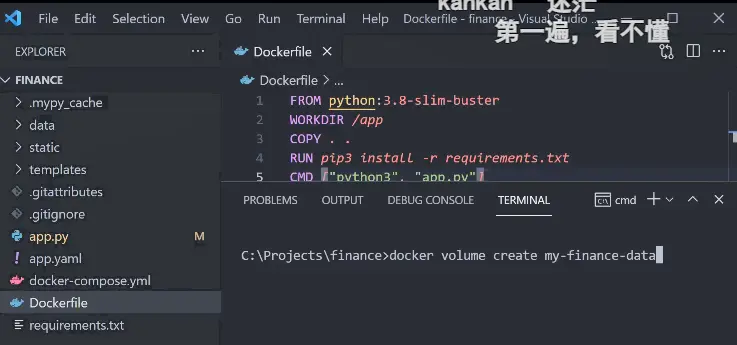 kankan 还茫
File Edit Selection View Go Run Terminal Help Dockerfile - finance - Visual Studio
第一遍，看不懂
EXPLORER ...
Dockerfile
FINANCE
Dockerfile > ...
.mypy_cache
data
static
templates
.gitattributes
.gitignore
app.py M
app.yaml
docker-compose.yml
Dockerfile
requirements.txt
1 FROM python:3.8-slim-buster
2 WORKDIR /app
3 COPY . .
4 RUN pip3 install -r requirements.txt
5 CMD ["python3", "app.py"]
PROBLEMS OUTPUT DEBUG CONSOLE TERMINAL cmd
C:\Projects\finance>docker volume create my-finance-data